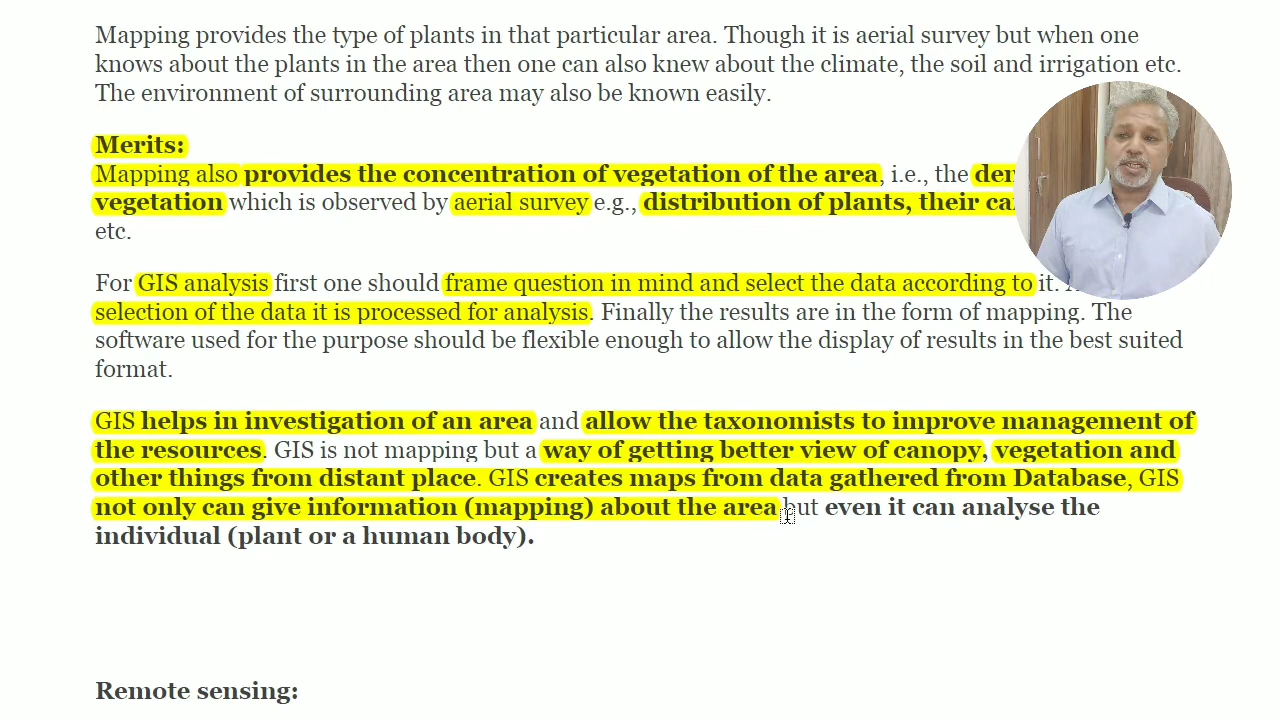 Mapping provides the type of plants in that particular area. Though it is aerial survey but when one
knows about the plants in the area then one can also knew about the climate, the soil and irrigation etc.
The environment of surrounding area may also be known easily.
Merits:
Mapping also provides the concentration of vegetation of the area, i.e., the
vegetation which is observed by aerial survey e.g., distribution of plants, their
etc.
For GIS analysis first one should frame question in mind and select the data according to it.
selection of the data it is processed for analysis. Finally the results are in the form of mapping. The
software used for the purpose should be flexible enough to allow the display of results in the best suited
format.
GIS helps in investigation of an area and allow the taxonomists to improve management of
the resources. GIS is not mapping but a way of getting better view of canopy, vegetation and
other things from distant place. GIS creates maps from data gathered from Database, GIS
not only can give information (mapping) about the area but even it can analyse the
individual (plant or a human body).
Remote sensing: